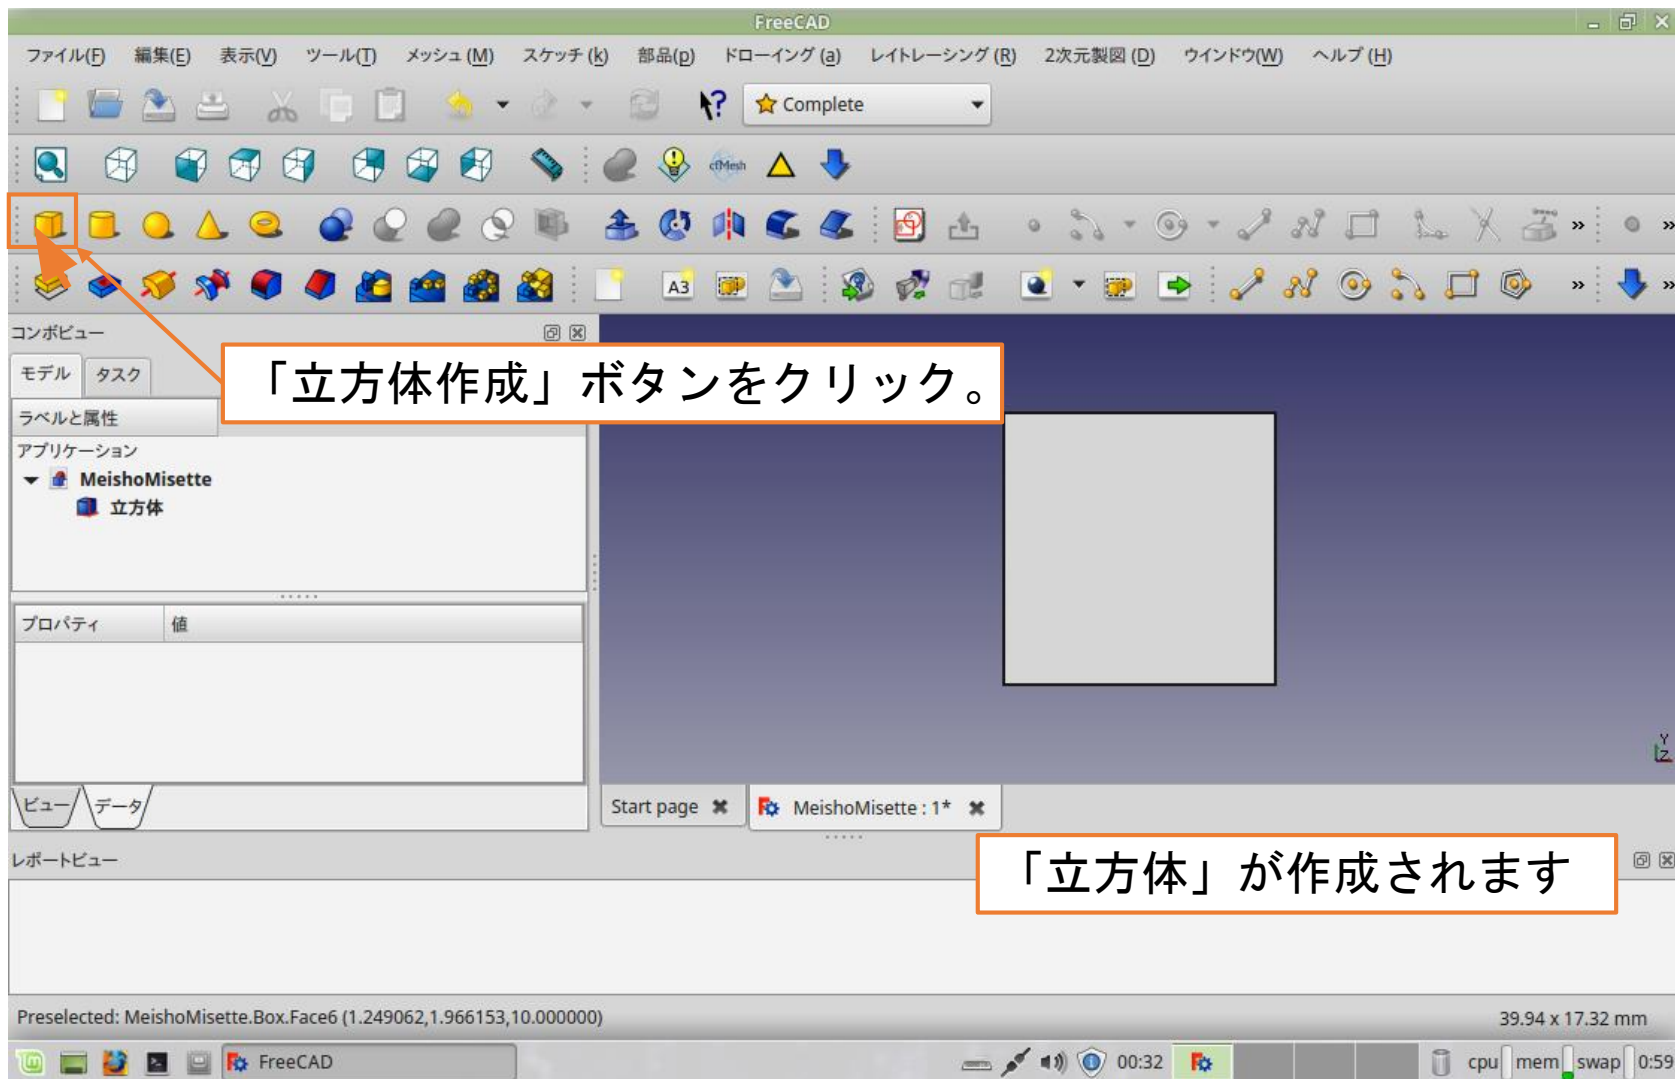 FreeCAD
ファイル(F) 編集(E) 表示(V) ツール(T) メッシュ (M) スケッチ (k) 部品(p) ドローイング (a) レイトレーシング (R) 2次元製図 (D) ウインドウ(W) ヘルプ (H)
Complete
cfMesh
A3
コンボビュー
「立方体作成」ボタンをクリック。
モデル タスク
ラベルと属性
アプリケーション
MeishoMisette
立方体
プロパティ 値
ビュー データ
Y
Z
Start page MeishoMisette : 1*
レポートビュー
「立方体」が作成されます
Preselected: MeishoMisette.Box.Face6 (1.249062,1.966153,10.000000) 39.94 x 17.32 mm
FreeCAD 00:32 cpu mem swap 0:59